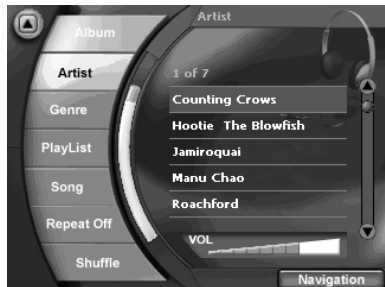 Album
Artist
Genre
PlayList
Song
Repeat Off
Shuffle
Artist
1 of 7
Counting Crows
Hootie The Blowfish
Jamiroquai
Manu Chao
Roachford
VOL
Navigation